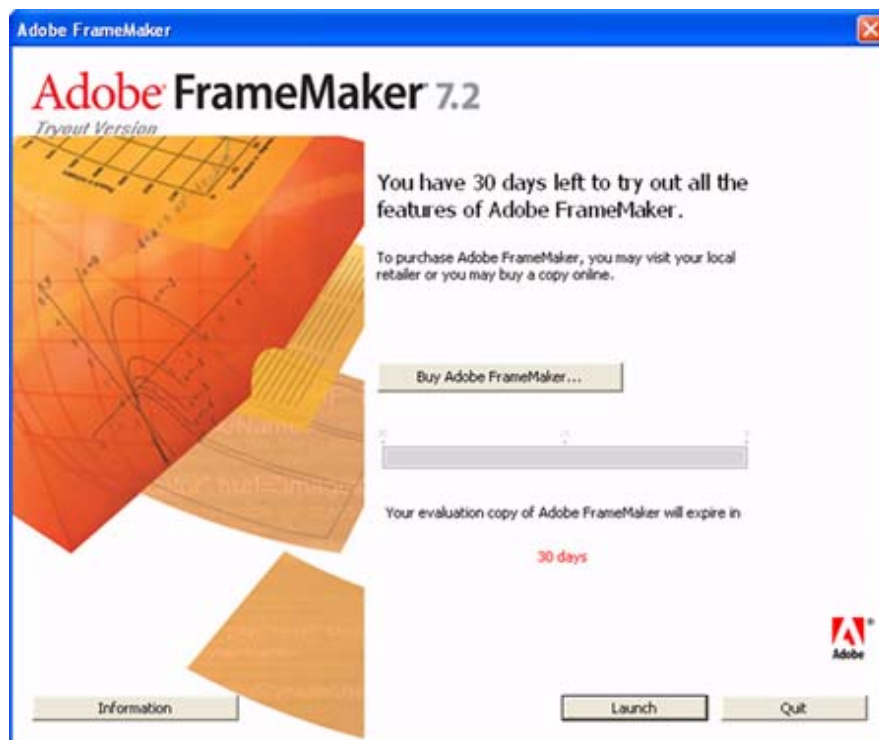 Adobe FrameMaker
Adobe® FrameMaker® 7.2
Tryout Version
You have 30 days left to try out all the
features of Adobe FrameMaker.
To purchase Adobe FrameMaker, you may visit your local
retailer or you may buy a copy online.
Buy Adobe FrameMaker...
Your evaluation copy of Adobe FrameMaker will expire in
30 days
Adobe®
Information
Launch
Quit